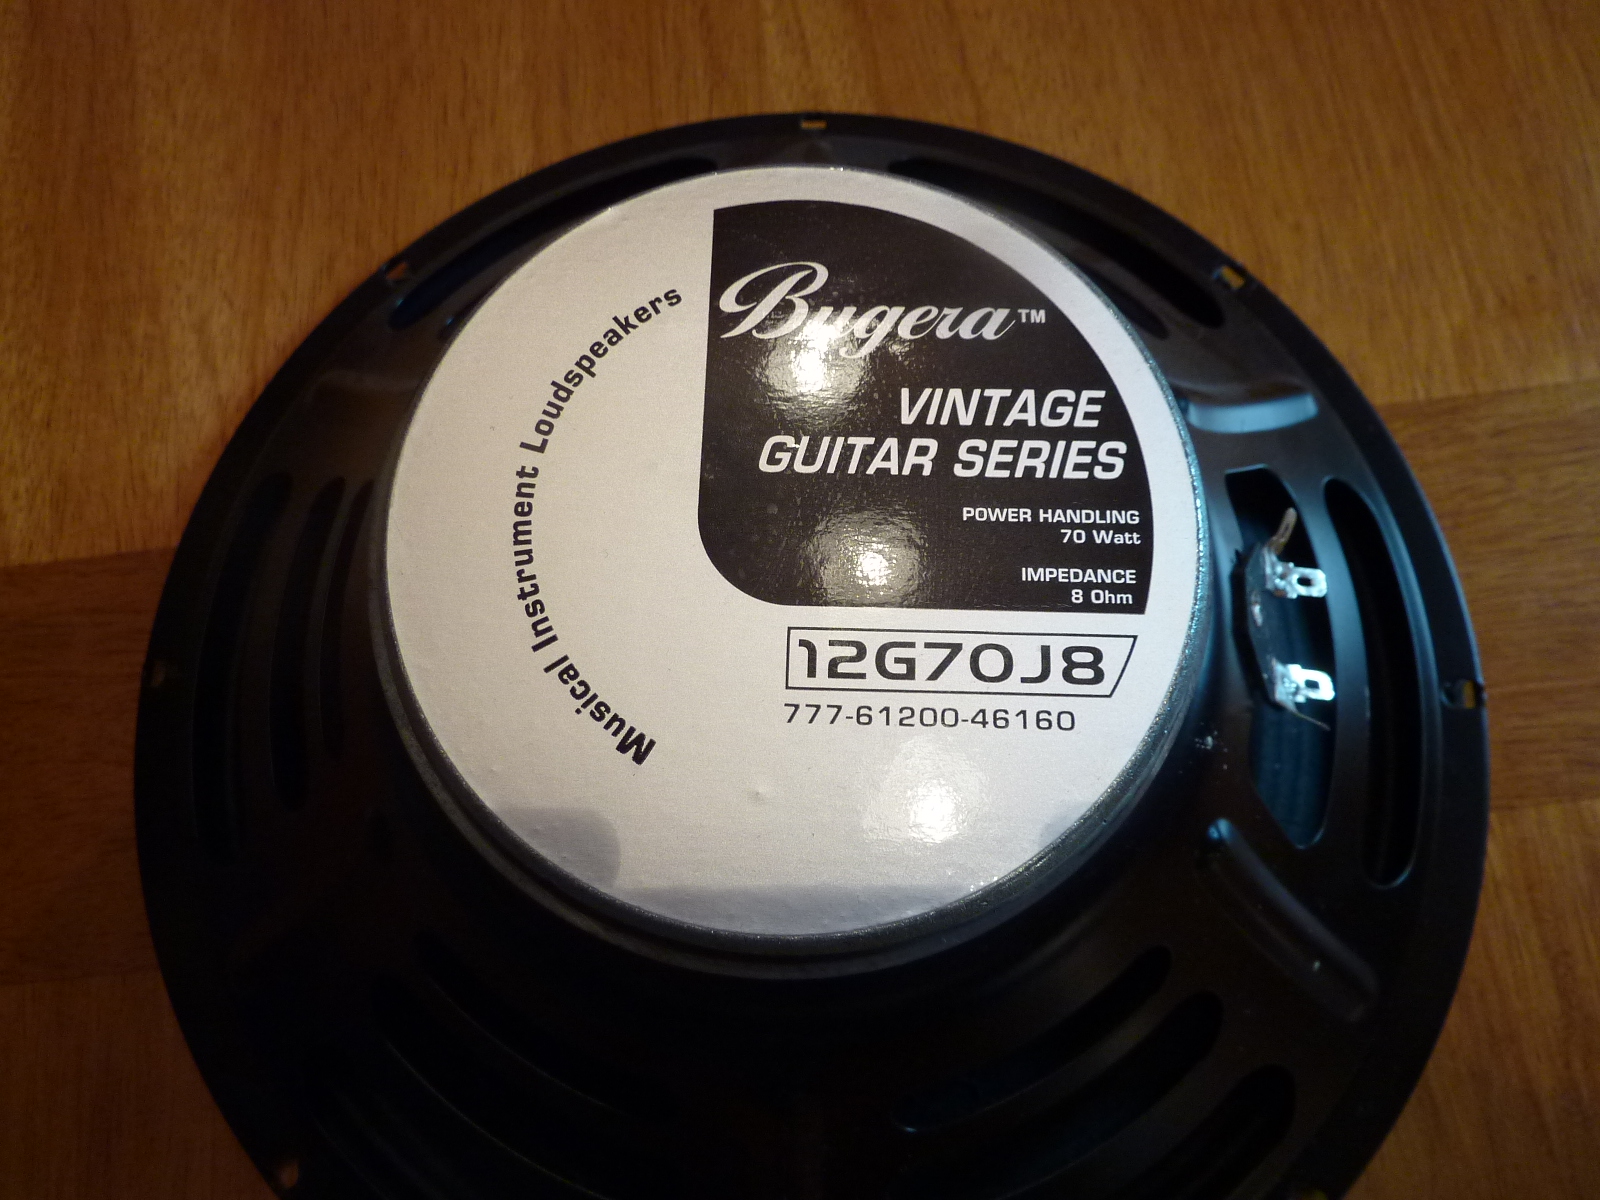 Bugera™
VINTAGE
GUITAR SERIES
POWER HANDLING
70 Watt
IMPEDANCE
8 Ohm
12G70J8
777-61200-46160
Musical Instrument Loudspeakers